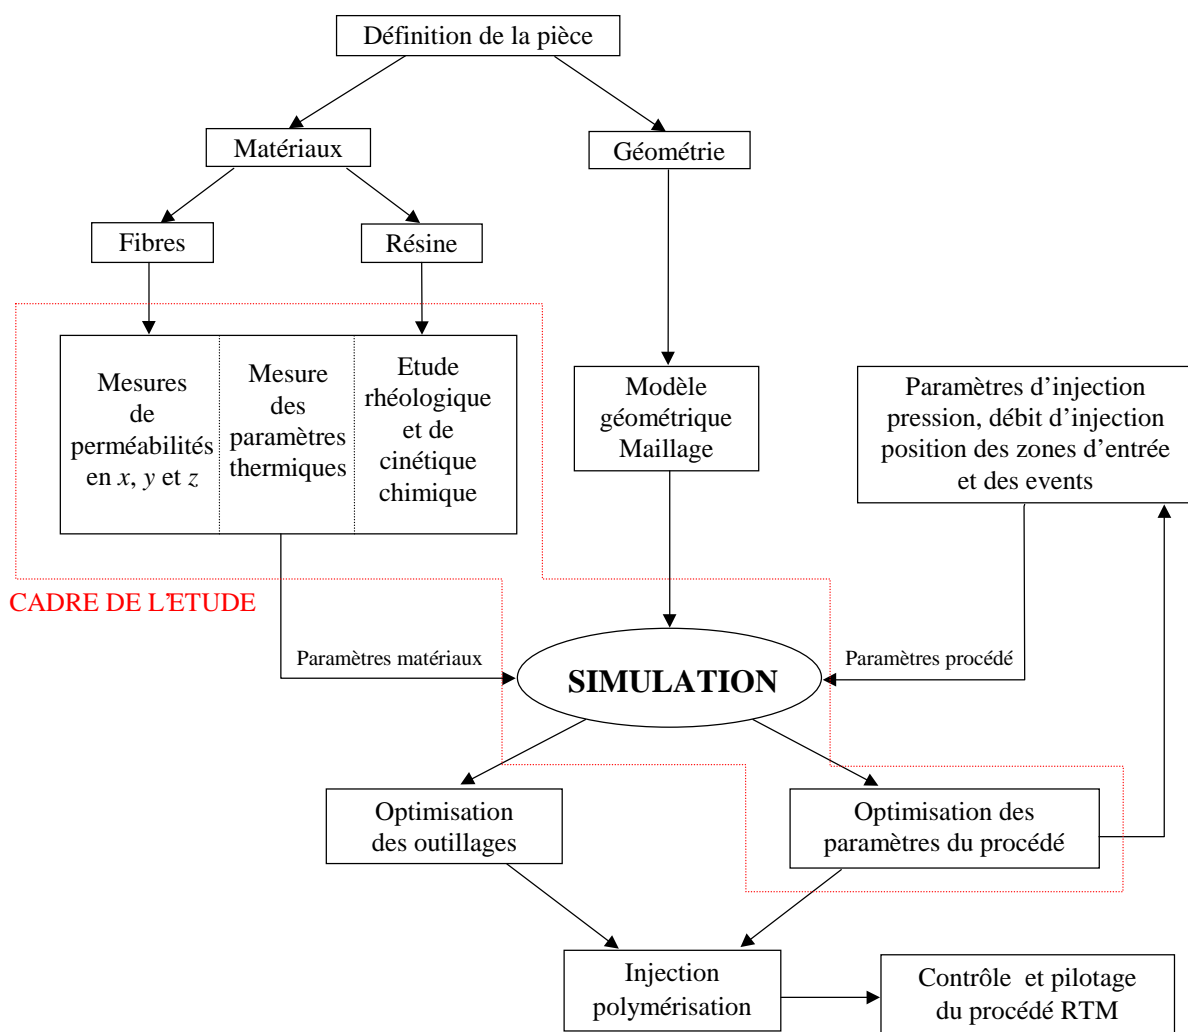 Définition de la pièce
Matériaux
Géométrie
Fibres
Résine
Mesures
de
perméabilités
en x, y et z
Mesure
des
paramètres
thermiques
Etude
rhéologique
et de
cinétique
chimique
Modèle
géométrique
Maillage
Paramètres d'injection
pression, débit d'injection
position des zones d'entrée
et des events
CADRE DE L'ETUDE
Paramètres matériaux
SIMULATION
Paramètres procédé
Optimisation
des outillages
Optimisation des
paramètres du procédé
Injection
polymérisation
Contrôle et pilotage
du procédé RTM